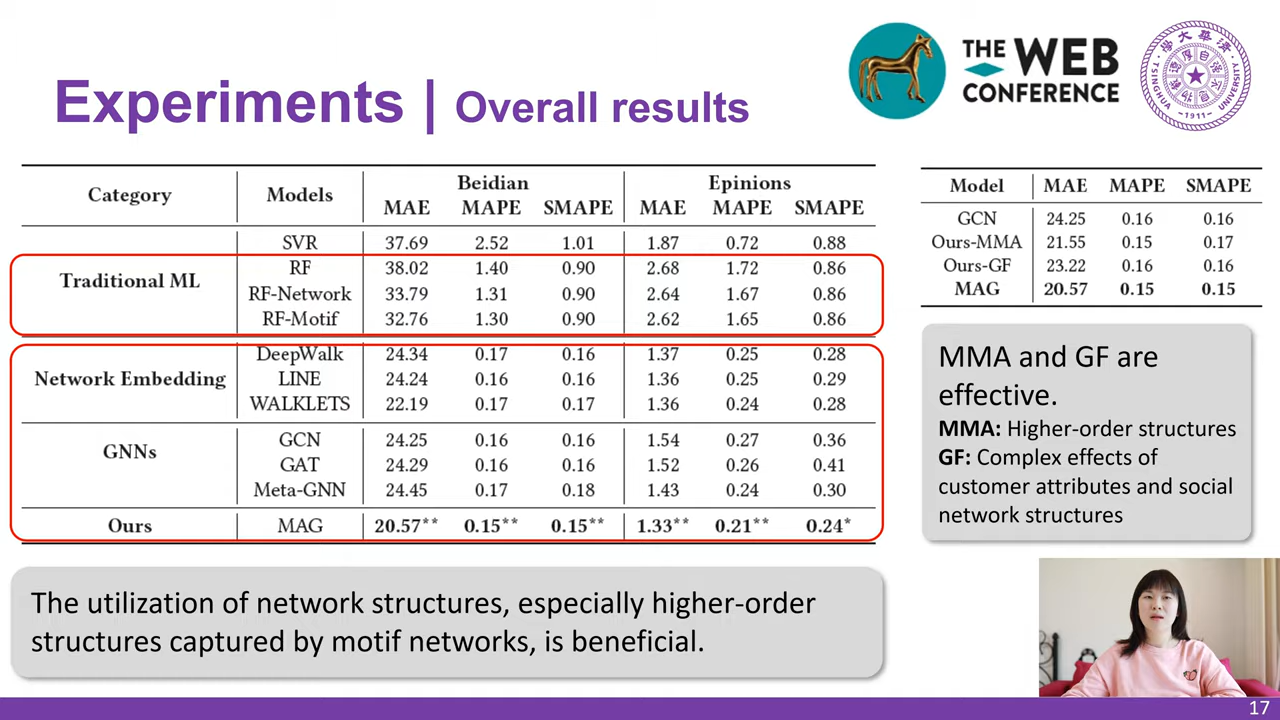 THE WEB
CONFERENCE
Experiments | Overall results
Category Models Beidian Epinions
MAE MAPE SMAPE MAE MAPE SMAPE
Traditional ML
SVR 37.69 2.52 1.01 1.87 0.72 0.88
RF 38.02 1.40 0.90 2.68 1.72 0.86
RF-Network 33.79 1.31 0.90 2.64 1.67 0.86
RF-Motif 32.76 1.30 0.90 2.62 1.65 0.86
Network Embedding
DeepWalk 24.34 0.17 0.16 1.37 0.25 0.28
LINE 24.24 0.16 0.16 1.36 0.25 0.29
WALKLETS 22.19 0.17 0.17 1.36 0.24 0.28
GNNs
GCN 24.25 0.16 0.16 1.54 0.27 0.36
GAT 24.29 0.16 0.16 1.52 0.26 0.41
Meta-GNN 24.45 0.17 0.18 1.43 0.24 0.30
Ours MAG 20.57** 0.15** 0.15** 1.33** 0.21** 0.24*
Model MAE MAPE SMAPE
GCN 24.25 0.16 0.16
Ours-MMA 21.55 0.15 0.17
Ours-GF 23.22 0.16 0.16
MAG 20.57 0.15 0.15
MMA and GF are
effective.
MMA: Higher-order structures
GF: Complex effects of
customer attributes and social
network structures
The utilization of network structures, especially higher-order
structures captured by motif networks, is beneficial.
TSINGHUA UNIVERSITY
1911
17